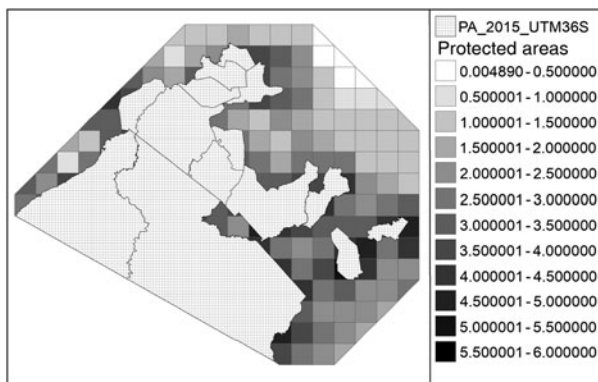 PA_2015_UTM36S
Protected areas
0.004890 - 0.500000
0.500001 - 1.000000
1.000001 - 1.500000
1.500001 - 2.000000
2.000001 - 2.500000
2.500001 - 3.000000
3.000001 - 3.500000
3.500001 - 4.000000
4.000001 - 4.500000
4.500001 - 5.000000
5.000001 - 5.500000
5.500001 - 6.000000